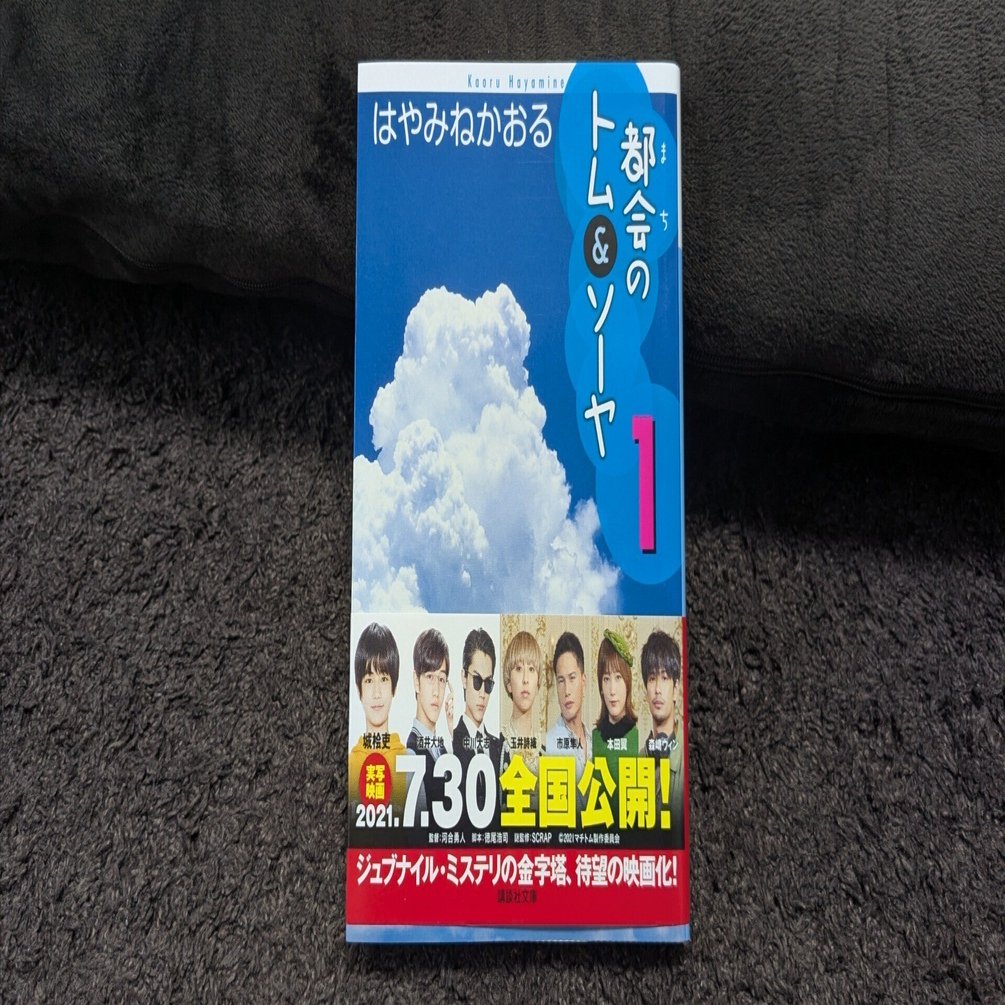 Kaoru Hayamine
はやみねかおる
都会の
まち
トム&ソーヤ
1
城桧吏
酒井大地
中川大志
玉井詩織
市原隼人
本田翼
森崎ウィン
実写
映画
2021.7.30全国公開!
監督:河合勇人 脚本:徳尾浩司 謎監修:SCRAP ©2021マチトム製作委員会
ジュブナイル・ミステリの金字塔、待望の映画化!
講談社文庫